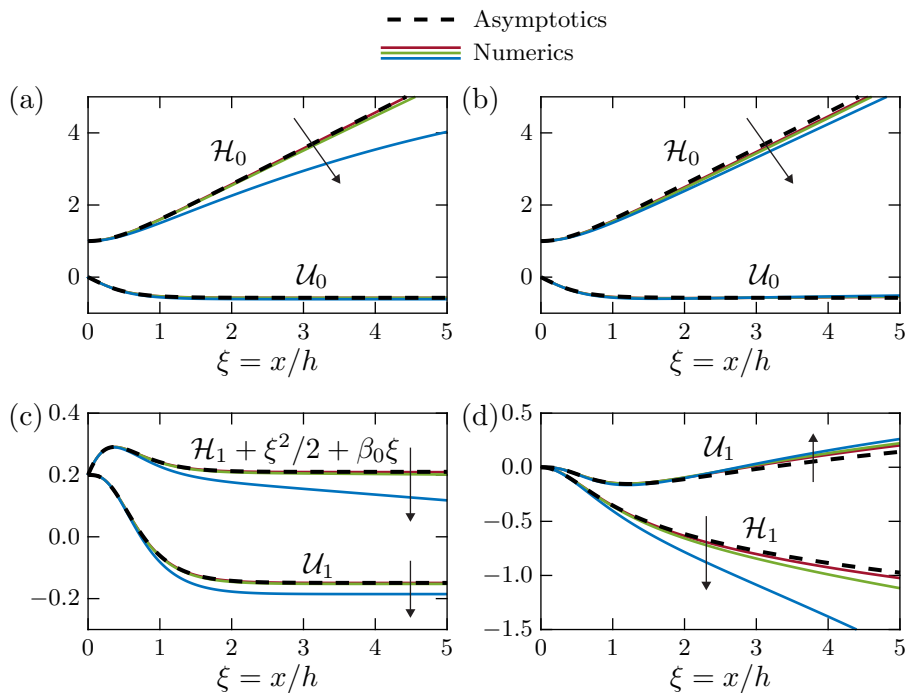 Asymptotics
Numerics
(a)
4
2
0
ℋ₀
𝒰₀
0 1 2 3 4 5
ξ = x/h
(b)
4
2
0
ℋ₀
𝒰₀
0 1 2 3 4 5
ξ = x/h
(c)
0.4
0.2
0.0
−0.2
ℋ₁ + ξ²/2 + β₀ξ
𝒰₁
0 1 2 3 4 5
ξ = x/h
(d)
0.5
0.0
−0.5
−1.0
−1.5
𝒰₁
ℋ₁
0 1 2 3 4 5
ξ = x/h